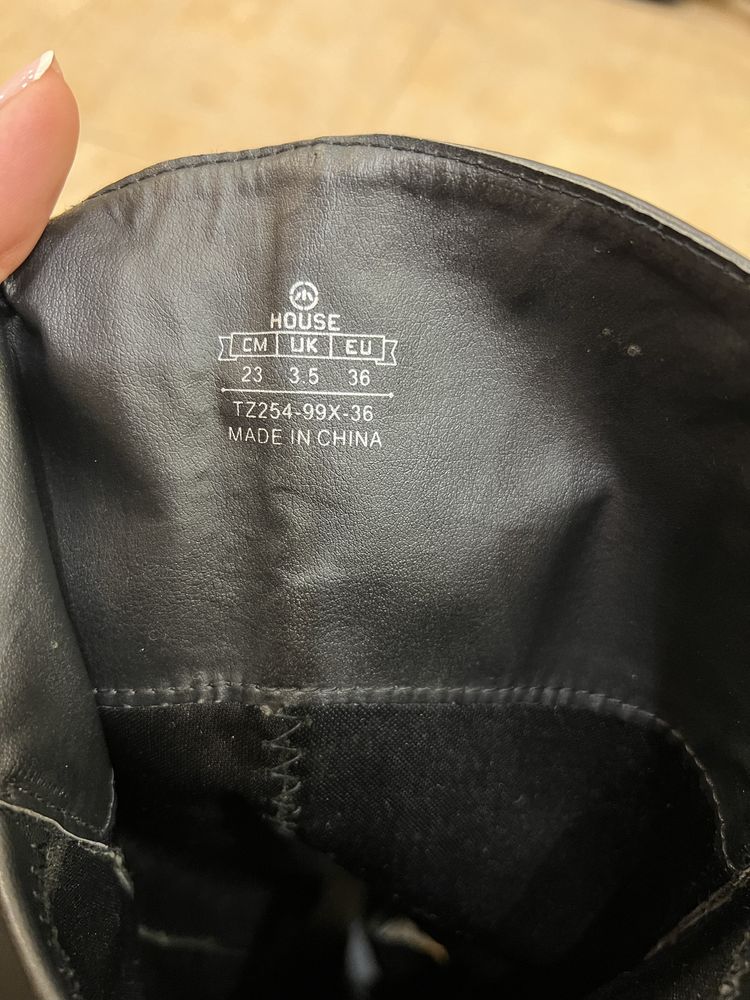 HOUSE
CM UK EU
23 3.5 36
TZ254-99X-36
MADE IN CHINA